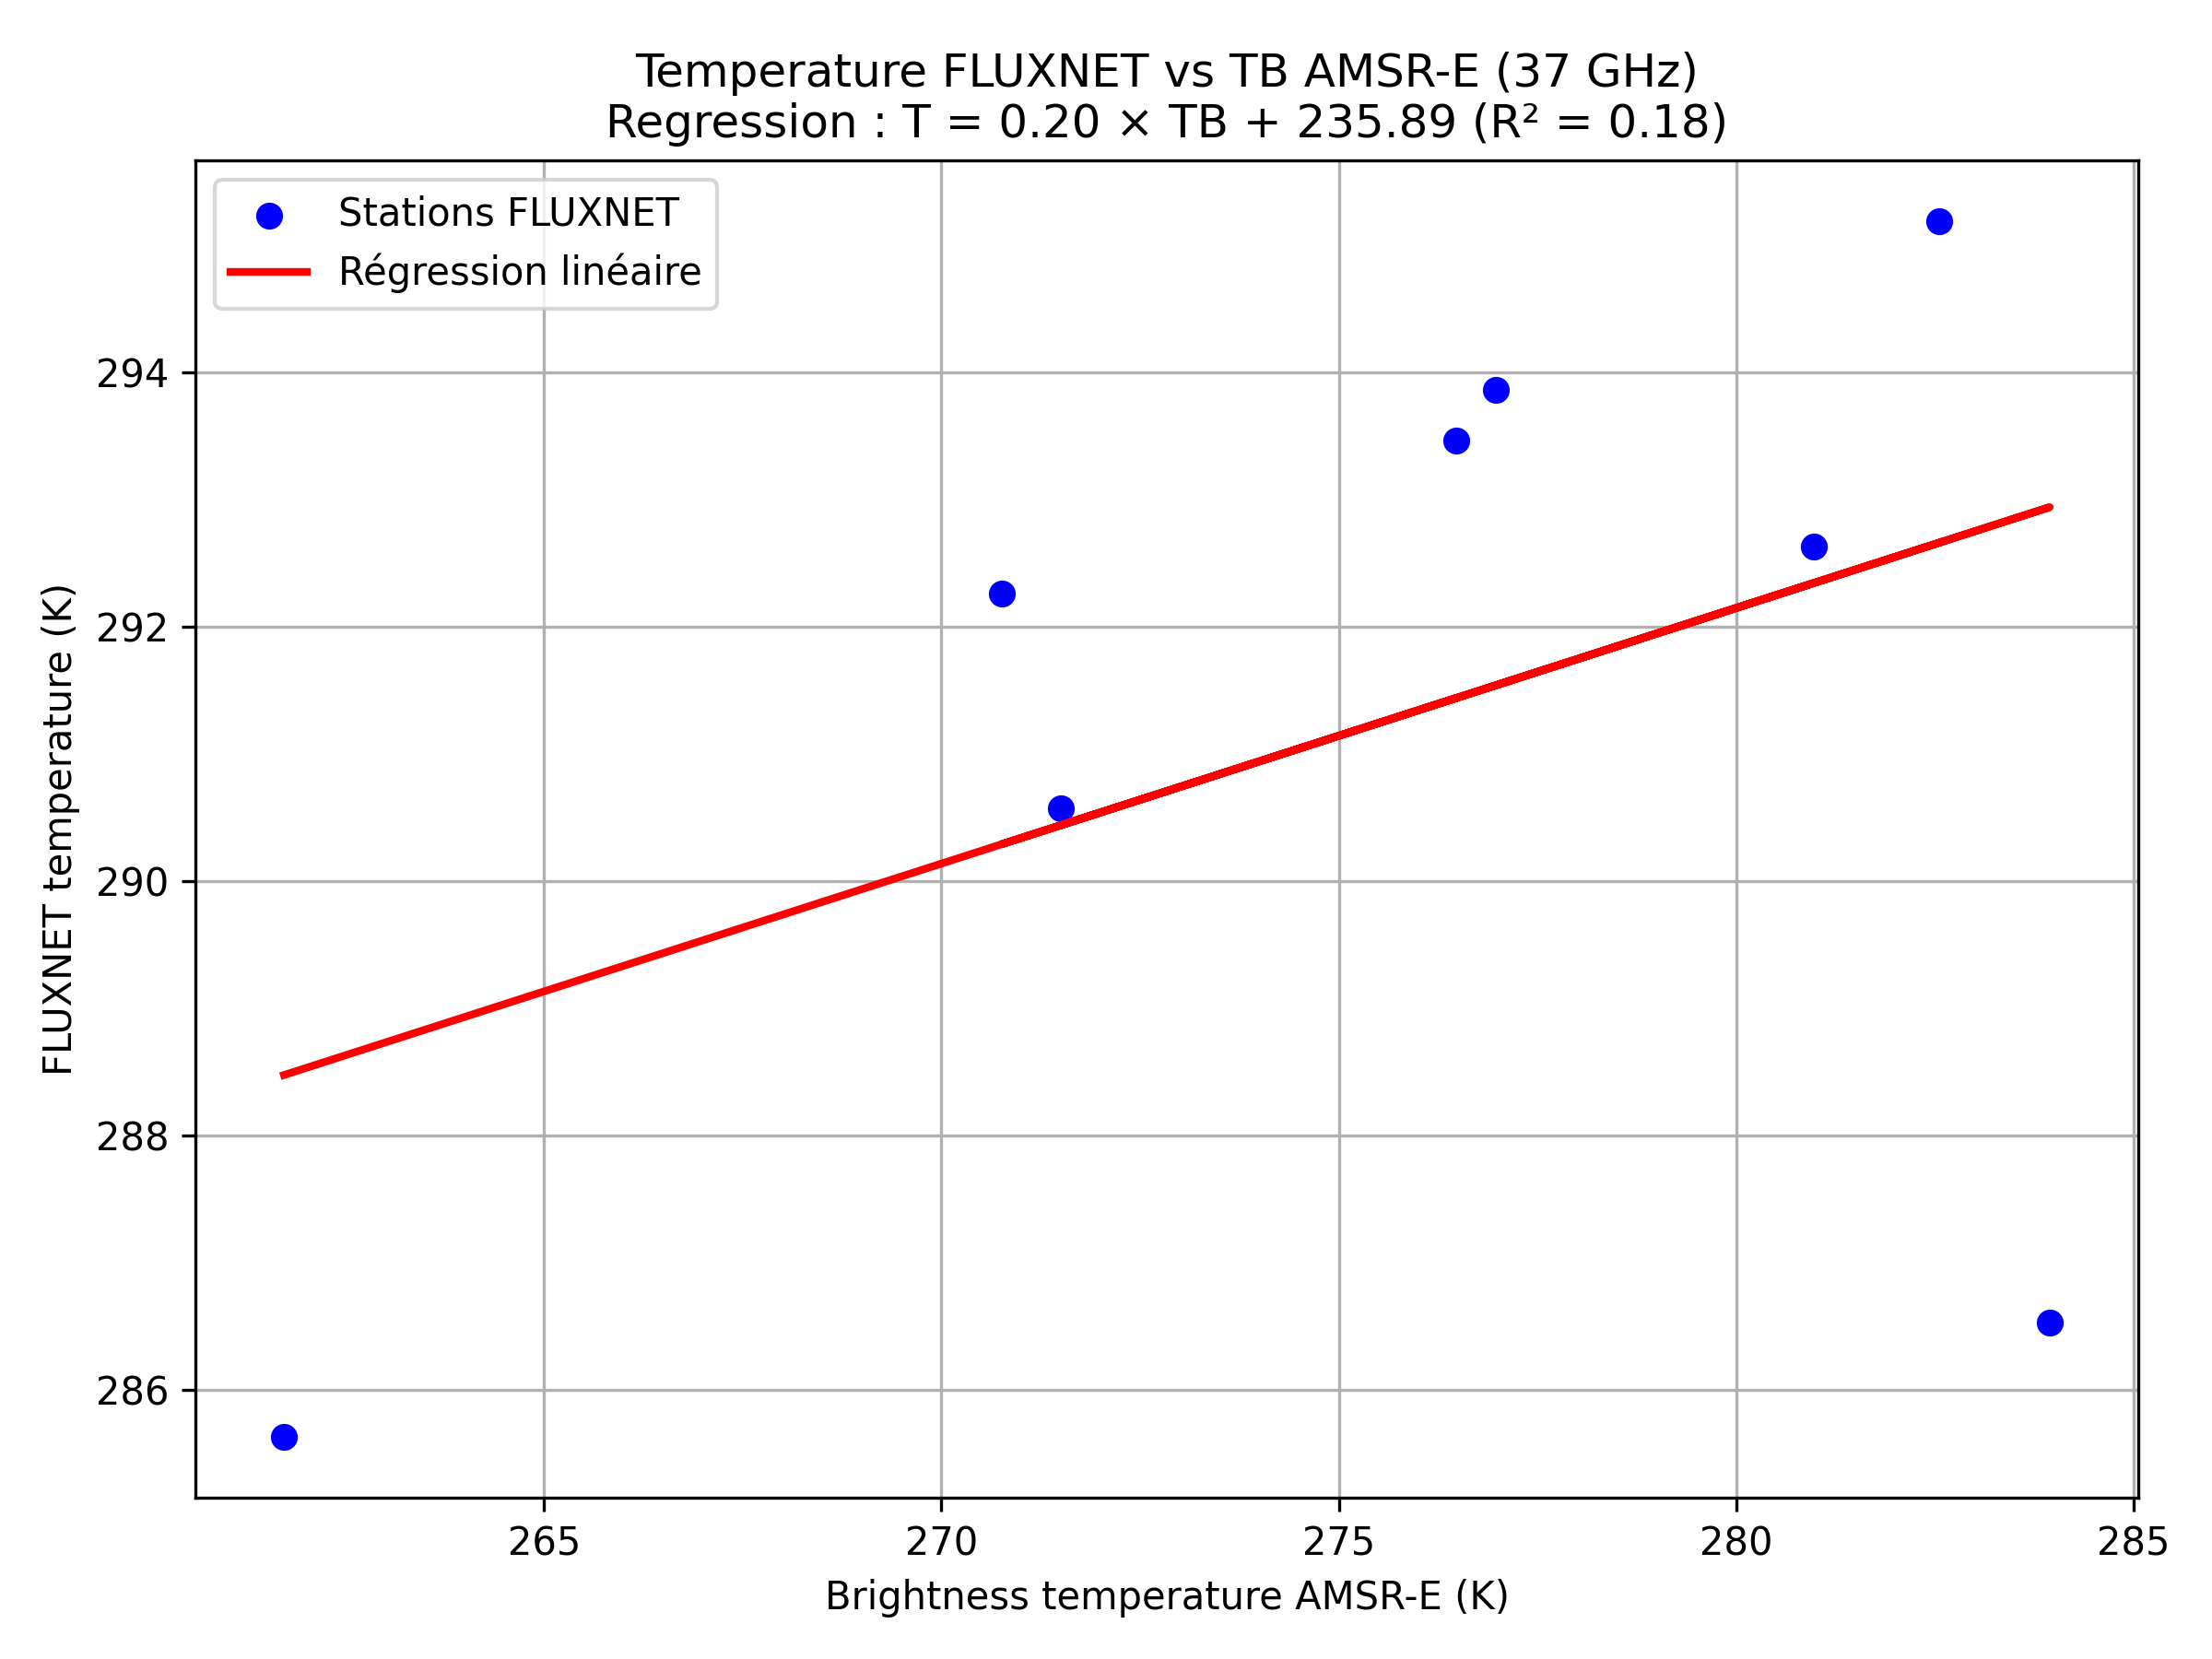 Temperature FLUXNET vs TB AMSR-E (37 GHz)
Regression : T = 0.20 × TB + 235.89 (R² = 0.18)
Stations FLUXNET
Régression linéaire
FLUXNET temperature (K)
294
292
290
288
286
265
270
275
280
285
Brightness temperature AMSR-E (K)